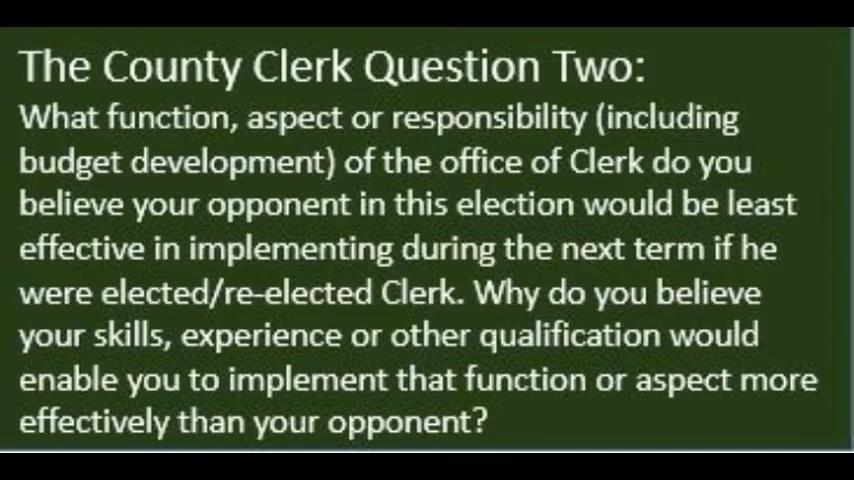 The County Clerk Question Two:
What function, aspect or responsibility (including
budget development) of the office of Clerk do you
believe your opponent in this election would be least
effective in implementing during the next term if he
were elected/re-elected Clerk. Why do you believe
your skills, experience or other qualification would
enable you to implement that function or aspect more
effectively than your opponent?